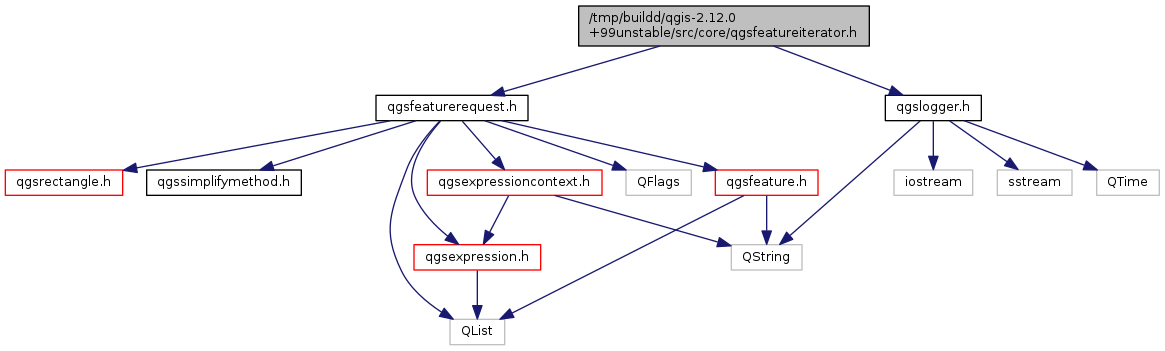 /tmp/buildd/qgis-2.12.0
+99unstable/src/core/qgsfeatureiterator.h
qgsfeaturerequest.h
qgslogger.h
qgsrectangle.h
qgssimplifymethod.h
qgsexpressioncontext.h
QFlags
qgsfeature.h
iostream
sstream
QTime
qgsexpression.h
QString
QList